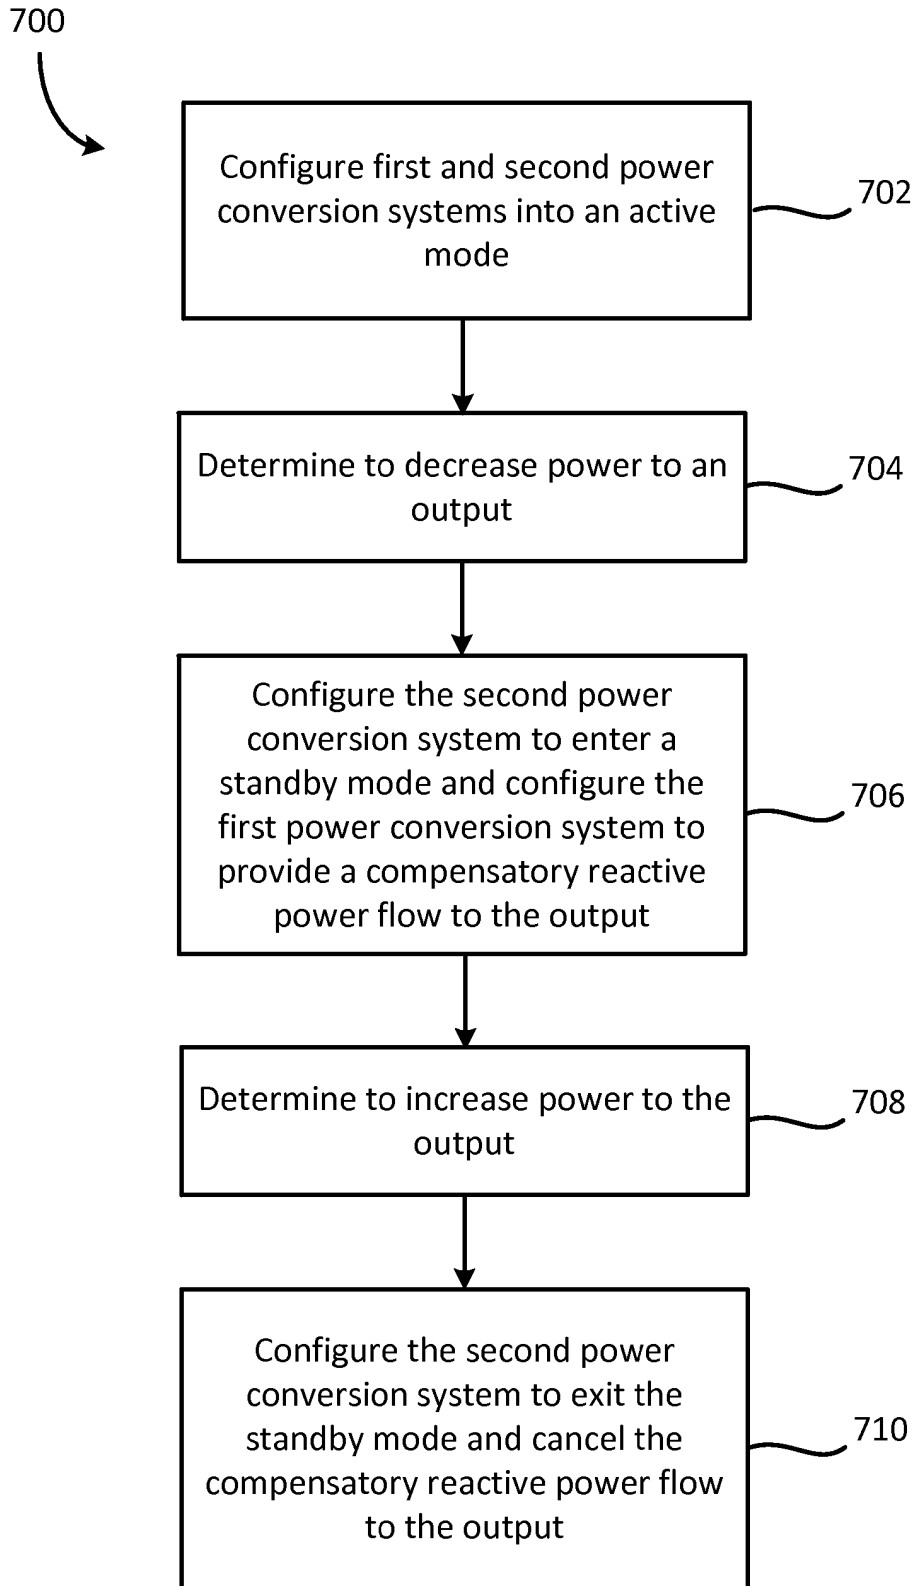 700
Configure first and second power
conversion systems into an active
mode
702
Determine to decrease power to an
output
704
Configure the second power
conversion system to enter a
standby mode and configure the
first power conversion system to
provide a compensatory reactive
power flow to the output
706
Determine to increase power to the
output
708
Configure the second power
conversion system to exit the
standby mode and cancel the
compensatory reactive power flow
to the output
710